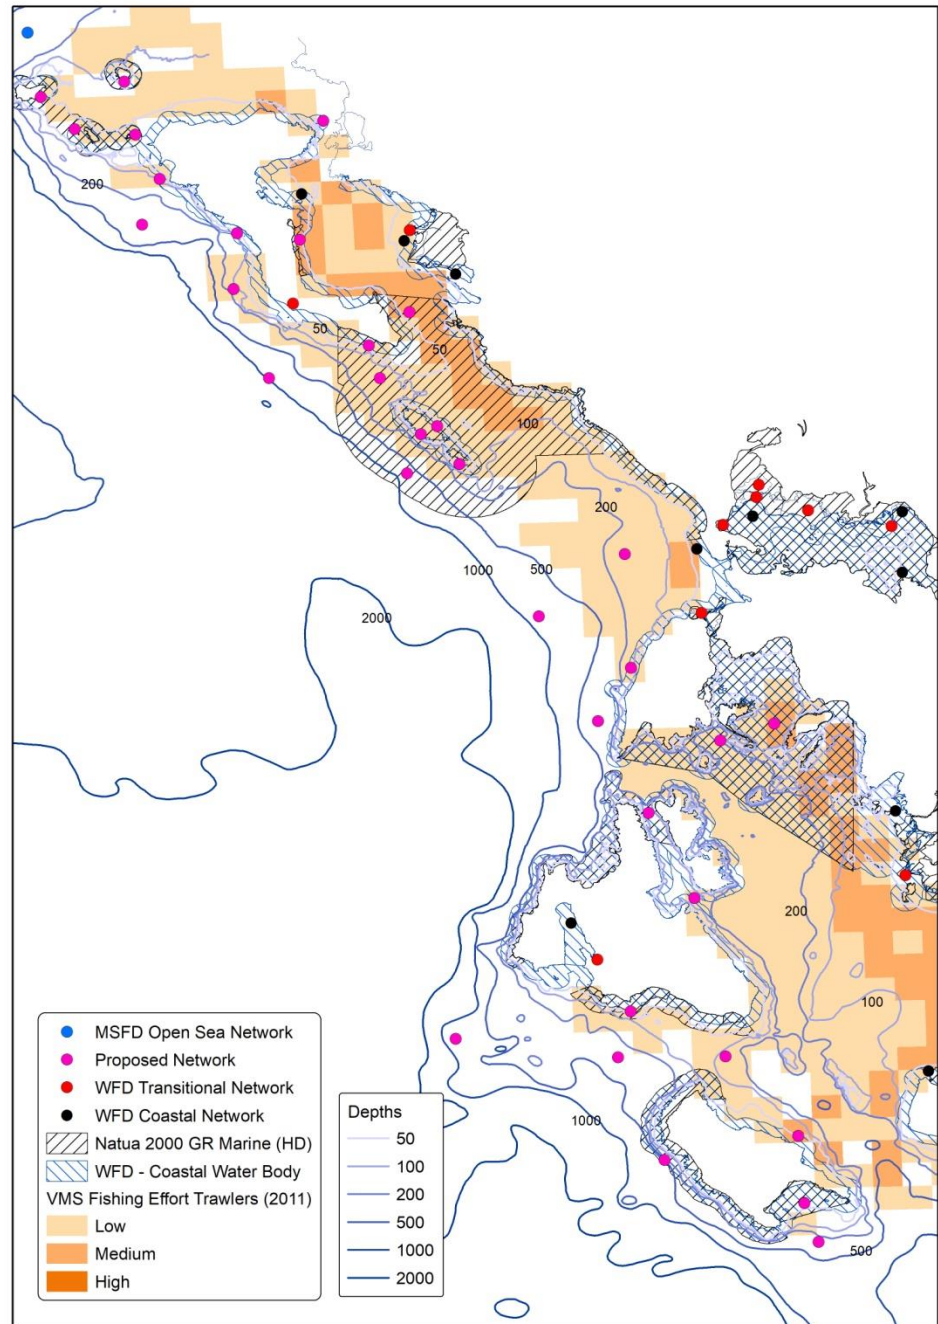 200
50
50
100
200
1000
500
2000
200
100
1000
500
MSFD Open Sea Network
Proposed Network
WFD Transitional Network
WFD Coastal Network
Natua 2000 GR Marine (HD)
WFD - Coastal Water Body
VMS Fishing Effort Trawlers (2011)
Low
Medium
High
Depths
50
100
200
500
1000
2000